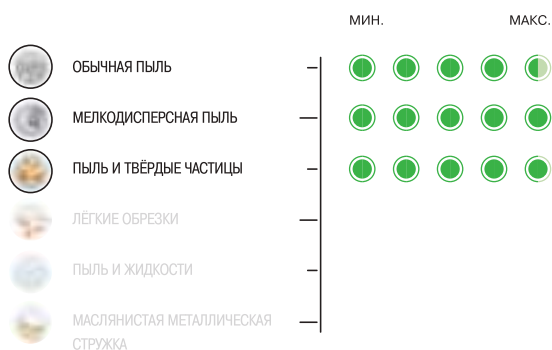 МИН. МАКС.
ОБЫЧНАЯ ПЫЛЬ
МЕЛКОДИСПЕРСНАЯ ПЫЛЬ
ПЫЛЬ И ТВЁРДЫЕ ЧАСТИЦЫ
ЛЁГКИЕ ОБРЕЗКИ
ПЫЛЬ И ЖИДКОСТИ
МАСЛЯНИСТАЯ МЕТАЛЛИЧЕСКАЯ
СТРУЖКА